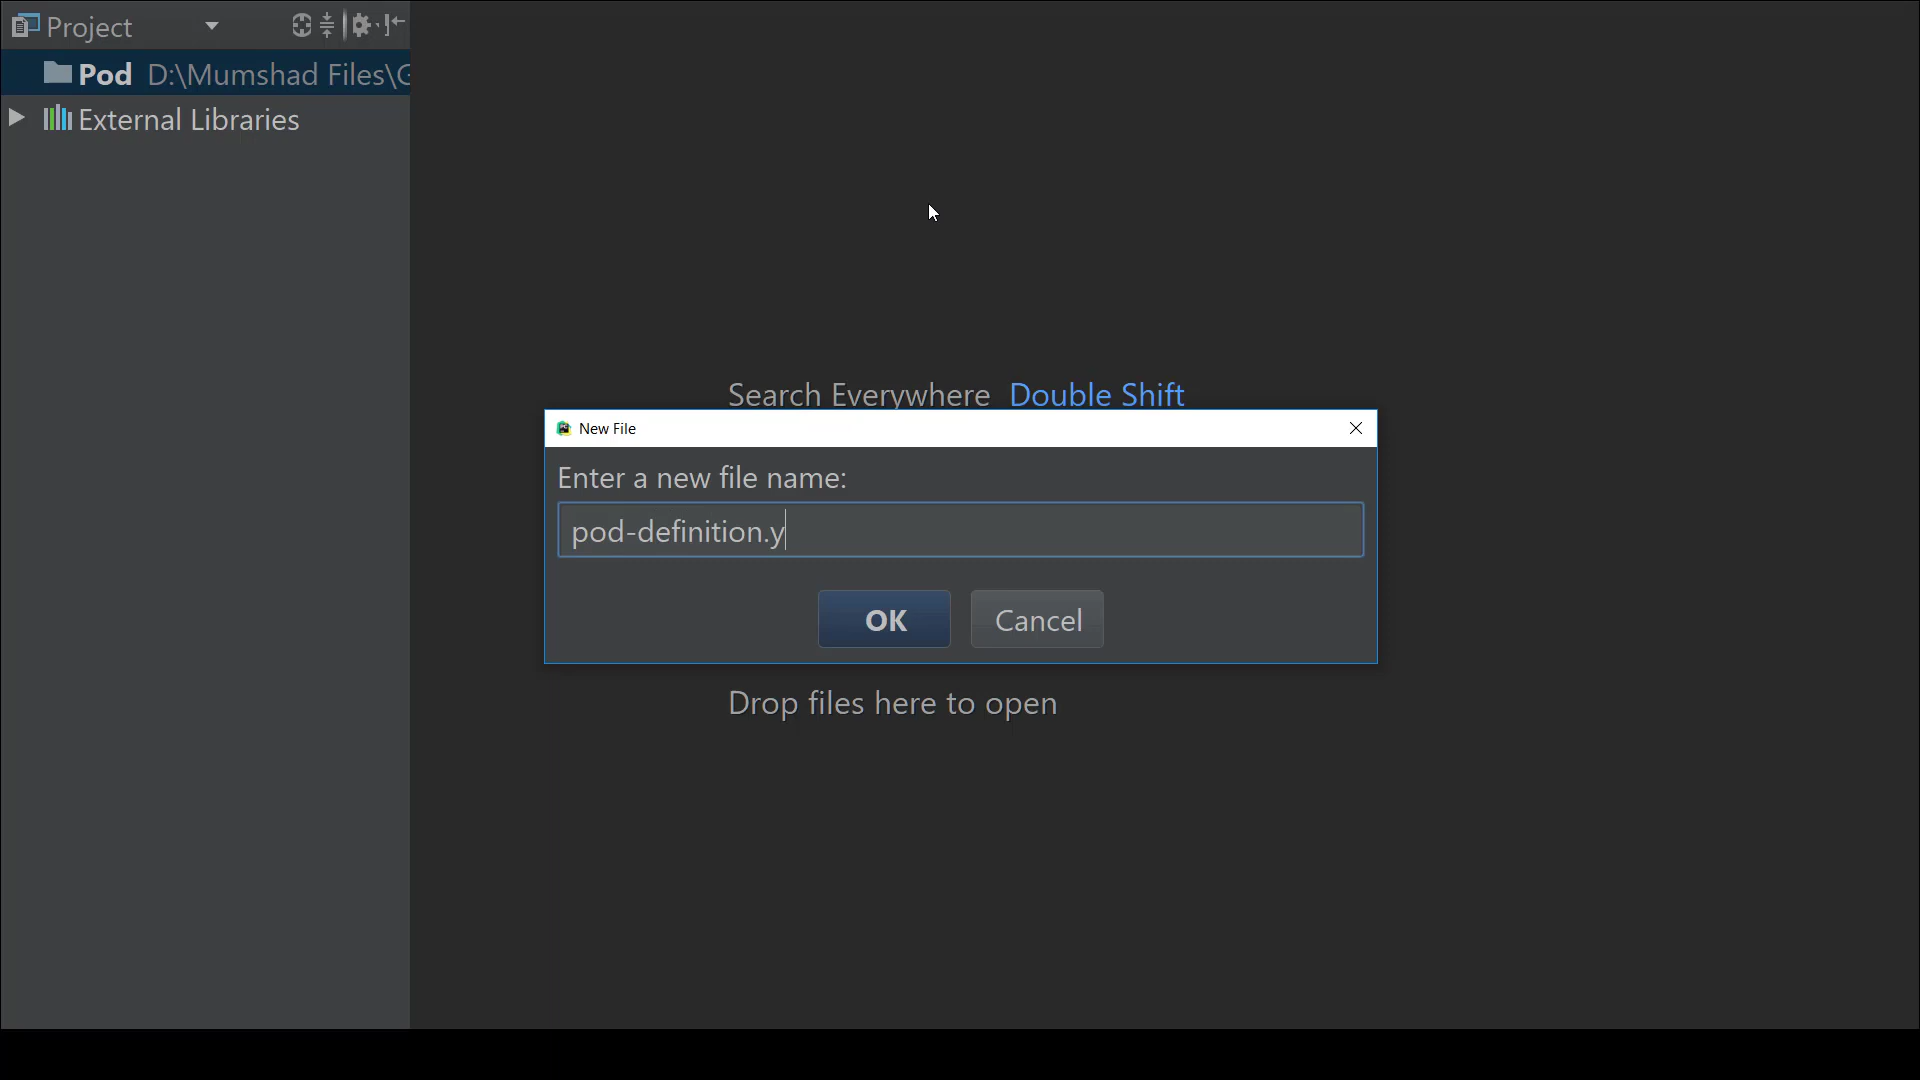 Project
Pod D:\Mumshad Files\
External Libraries
Search Everywhere Double Shift
New File
Enter a new file name:
pod-definition.y
OK Cancel
Drop files here to open